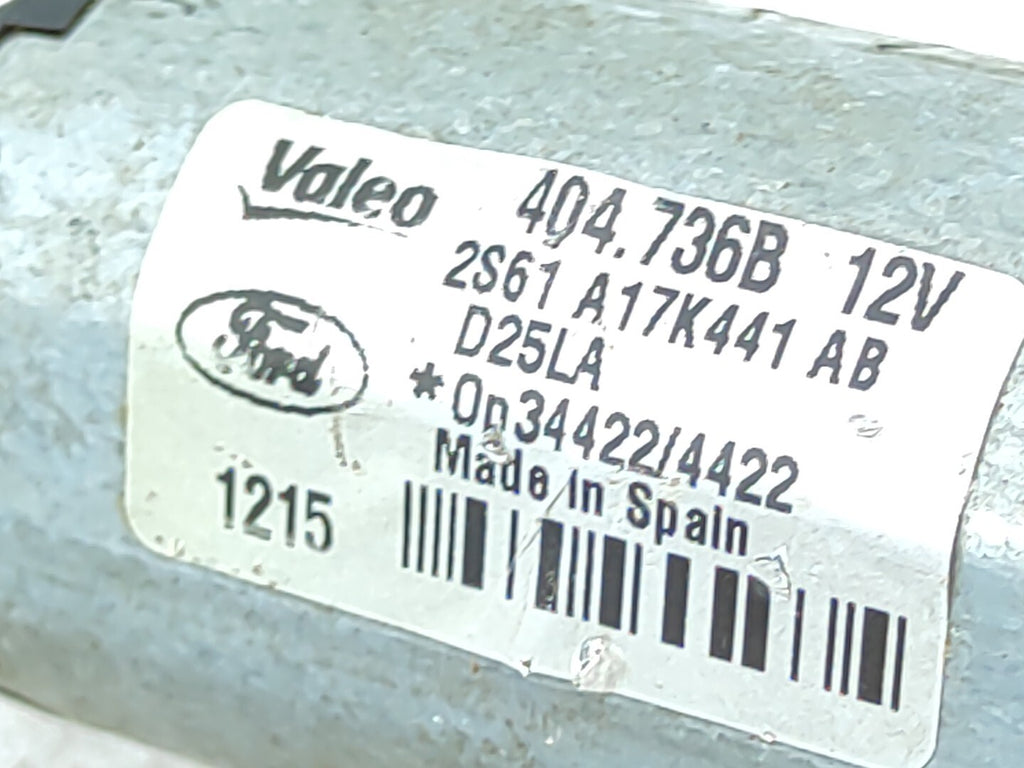 Valeo 404.736B 12V
2S61 A17K441 AB
Ford D25LA
*0n34422/4422
Made In Spain
1215